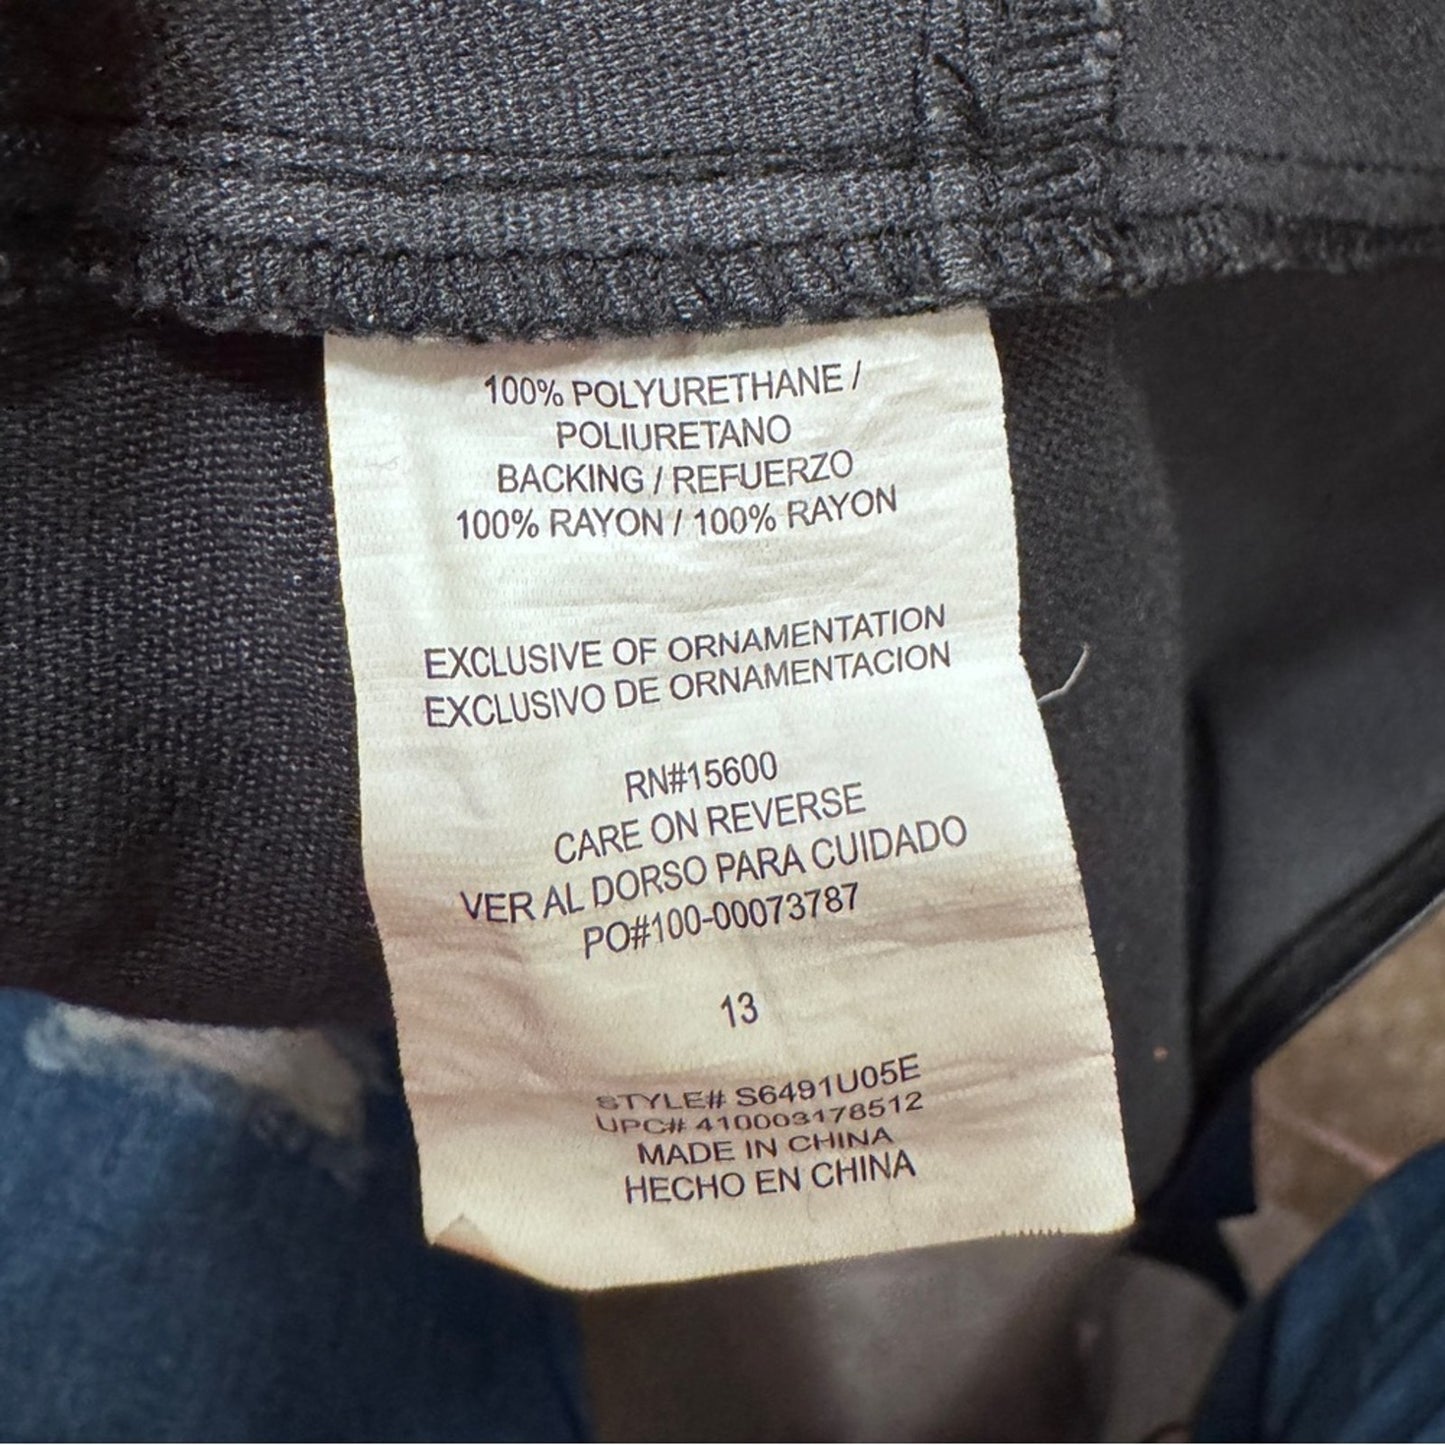 100% POLYURETHANE /
POLIURETANO
BACKING / REFUERZO
100% RAYON / 100% RAYON
EXCLUSIVE OF ORNAMENTATION
EXCLUSIVO DE ORNAMENTACION
RN#15600
CARE ON REVERSE
VER AL DORSO PARA CUIDADO
PO#100-00073787
13
STYLE# S6491U05E
UPC# 410003178512
MADE IN CHINA
HECHO EN CHINA